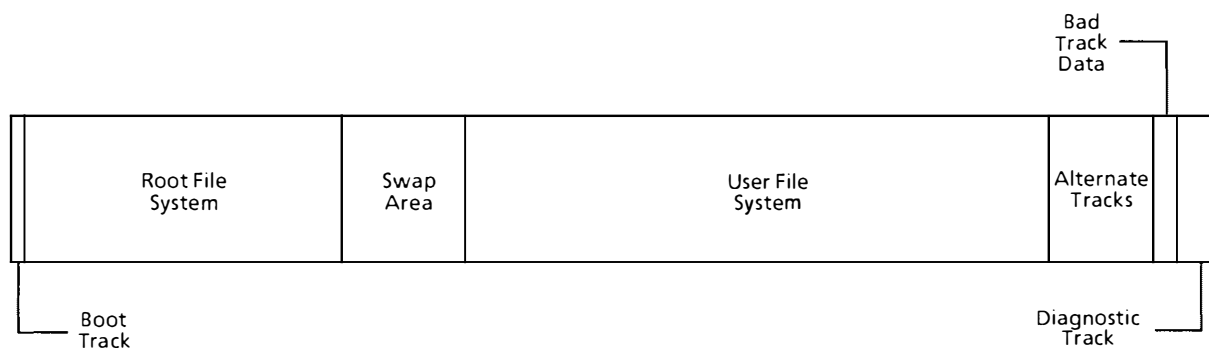 Bad
Track
Data
Root File
System
Swap
Area
User File
System
Alternate
Tracks
Boot
Track
Diagnostic
Track